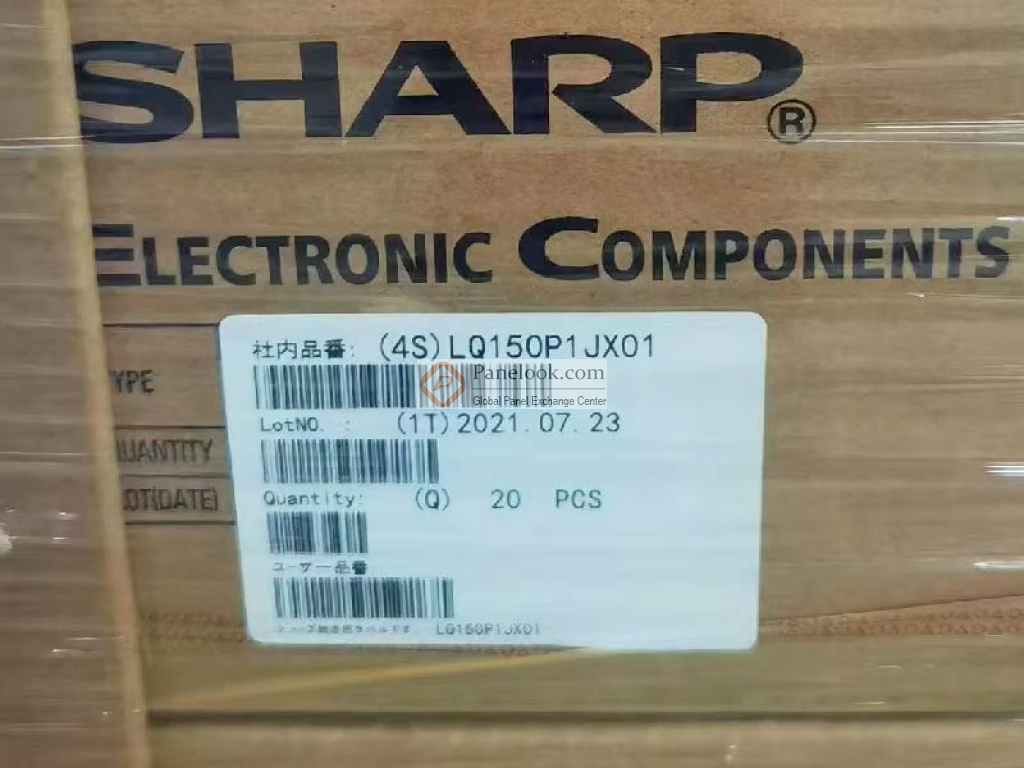 SHARP®
ELECTRONIC COMPONENTS
社内品番: (4S)LQ150P1JX01
YPE
Panelook.com
Global Panel Exchange Center
LotNO. : (1T)2021.07.23
UANTITY
Quantity: (Q) 20 PCS
OT(DATE)
ユーザー品番
LQ150P1JX01